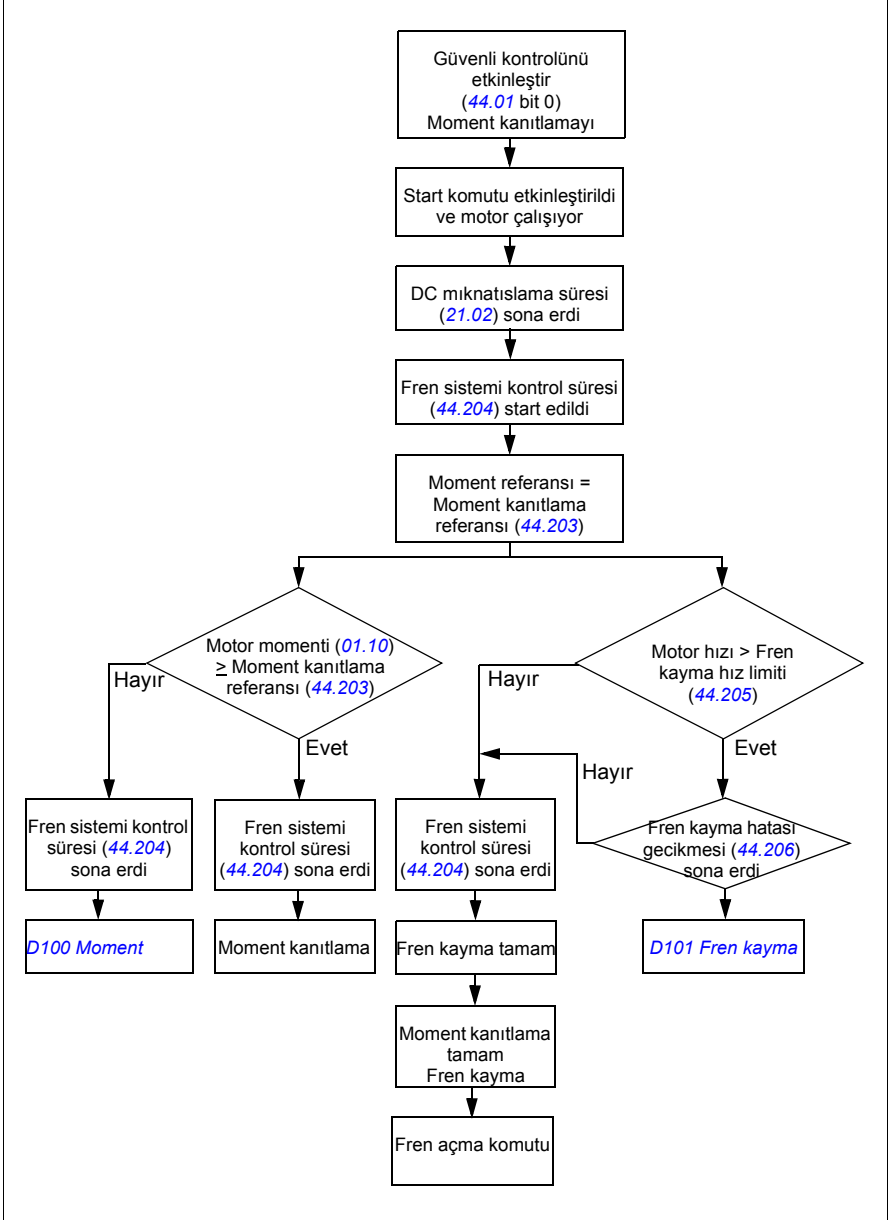 Güvenli kontrolünü
etkinleştir
(44.01 bit 0)
Moment kanıtlamayı
Start komutu etkinleştirildi
ve motor çalışıyor
DC mıknatıslama süresi
(21.02) sona erdi
Fren sistemi kontrol süresi
(44.204) start edildi
Moment referansı =
Moment kanıtlama
referansı (44.203)
Motor momenti (01.10)
≥ Moment kanıtlama
referansı (44.203)
Hayır
Evet
Motor hızı > Fren
kayma hız limiti
(44.205)
Hayır
Evet
Hayır
Fren sistemi kontrol
süresi (44.204)
sona erdi
Fren sistemi
kontrol süresi
(44.204) sona erdi
Fren sistemi
kontrol süresi
(44.204) sona erdi
Fren kayma hatası
gecikmesi (44.206)
sona erdi
D100 Moment
Moment kanıtlama
Fren kayma tamam
D101 Fren kayma
Moment kanıtlama
tamam
Fren kayma
Fren açma komutu